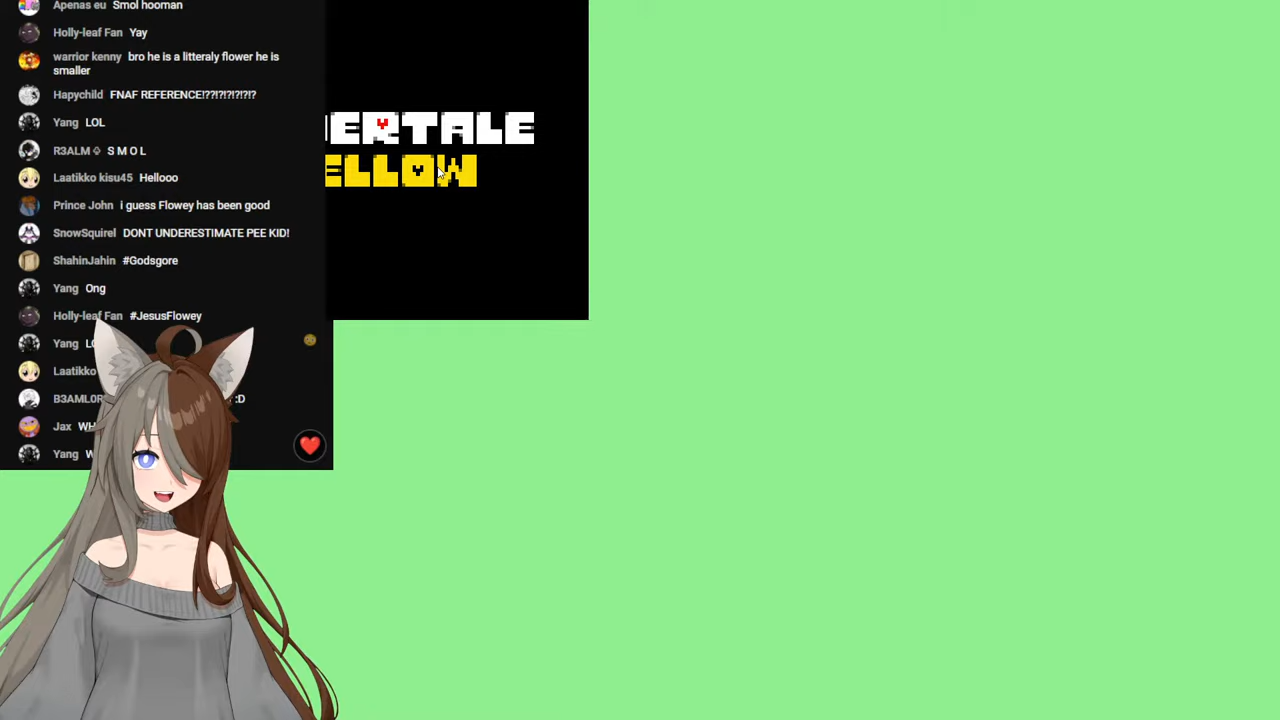 Apenas eu Smol hooman
Holly-leaf Fan Yay
warrior kenny bro he is a litteraly flower he is
smaller
Hapychild FNAF REFERENCE!??!?!?!?!?!?
Yang LOL
R3ALM♤ S M O L
Laatikko kisu45 Hellooo
Prince John i guess Flowey has been good
SnowSquirel DONT UNDERESTIMATE PEE KID!
ShahinJahin #Godsgore
Yang Ong
Holly-leaf Fan #JesusFlowey
Yang
Laatikko
:D
Jax
Yang
ERTALE
ELLOW